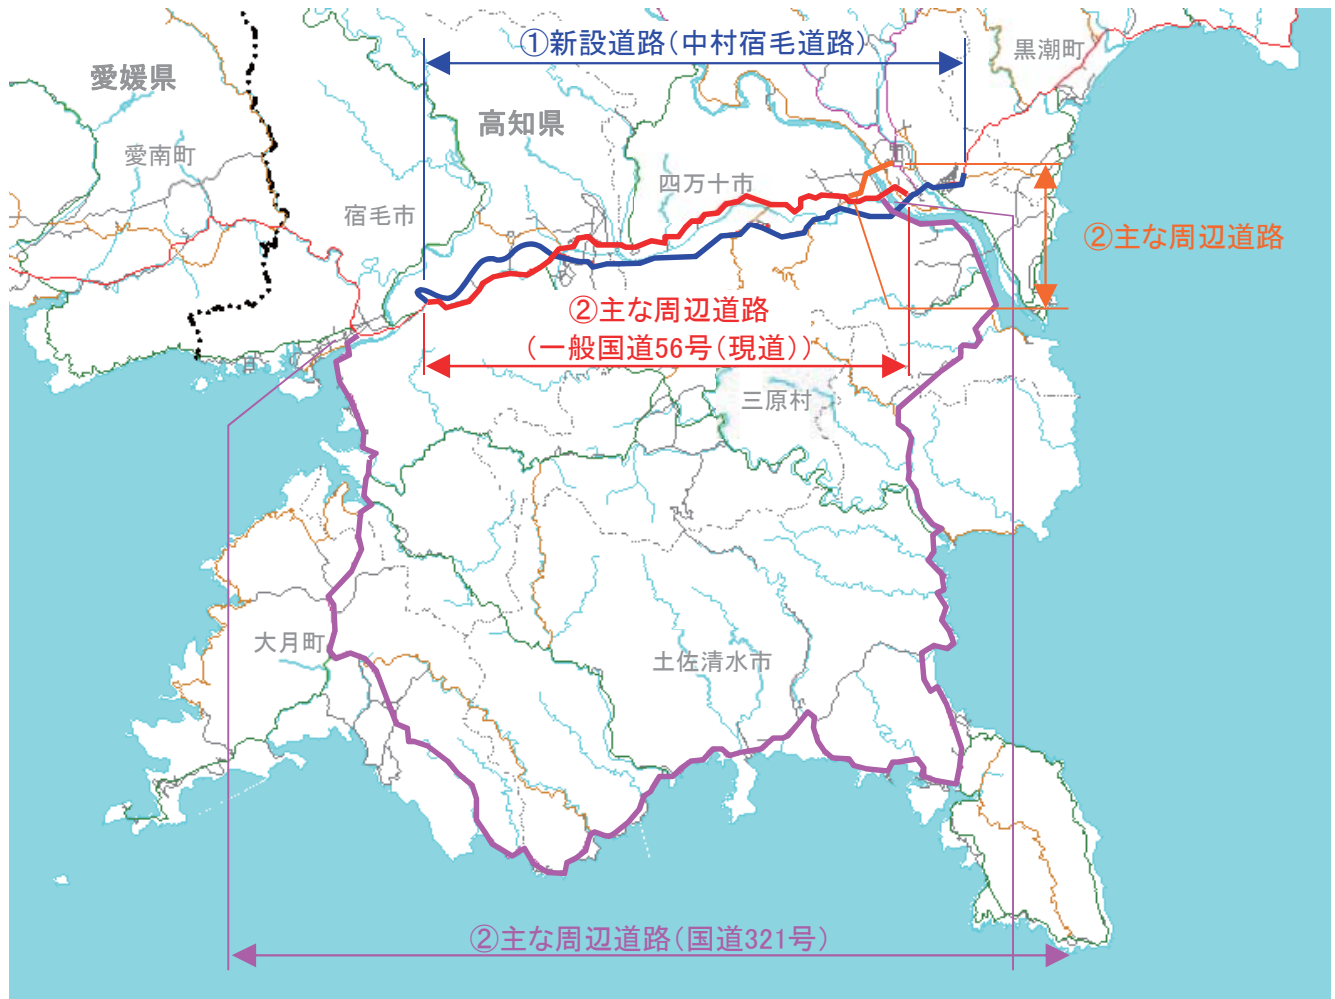 ①新設道路(中村宿毛道路)
黒潮町
愛媛県
高知県
愛南町
四万十市
宿毛市
②主な周辺道路
②主な周辺道路
(一般国道56号(現道))
三原村
大月町
土佐清水市
②主な周辺道路(国道321号)